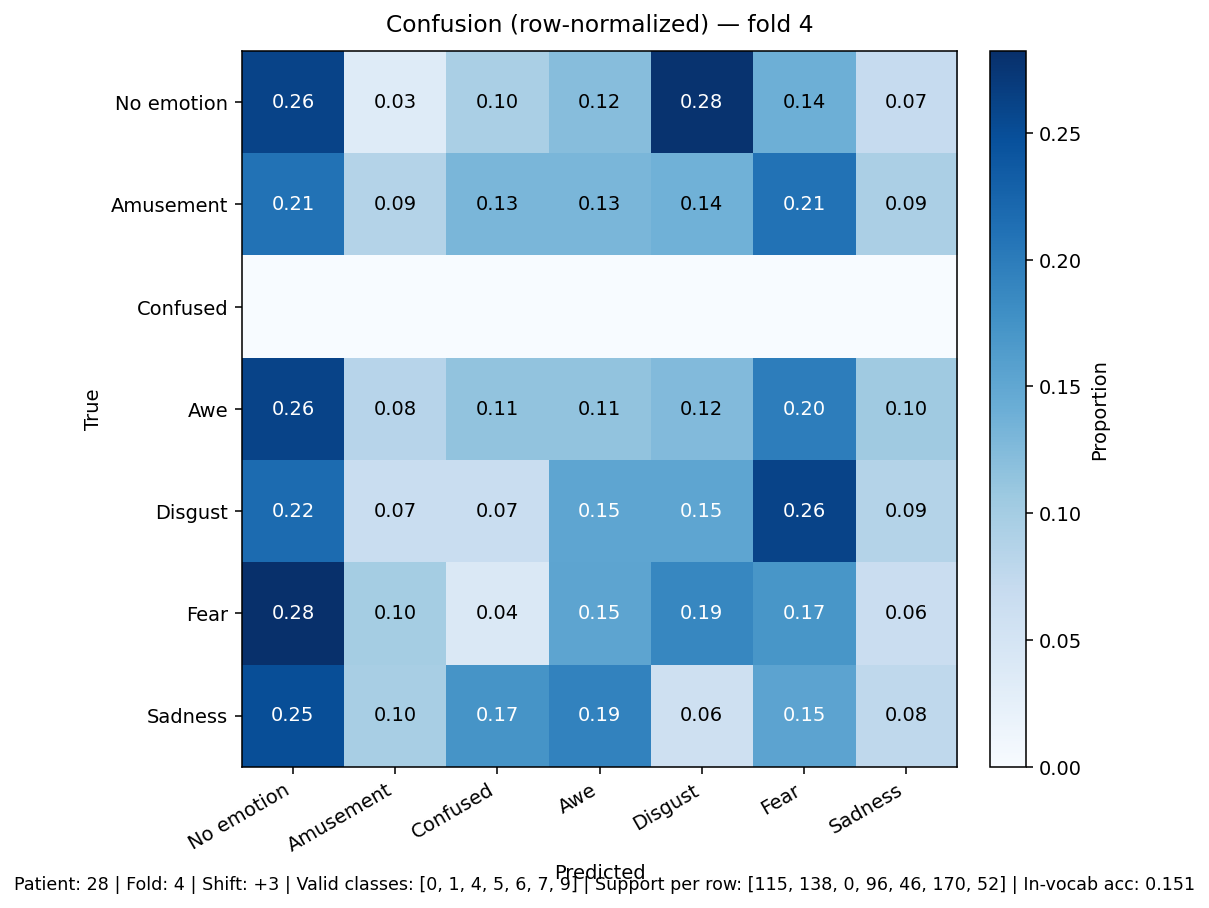 Confusion (row-normalized) — fold 4
No emotion 0.26 0.03 0.10 0.12 0.28 0.14 0.07
Amusement 0.21 0.09 0.13 0.13 0.14 0.21 0.09
Confused
Awe 0.26 0.08 0.11 0.11 0.12 0.20 0.10
Disgust 0.22 0.07 0.07 0.15 0.15 0.26 0.09
Fear 0.28 0.10 0.04 0.15 0.19 0.17 0.06
Sadness 0.25 0.10 0.17 0.19 0.06 0.15 0.08
True
No emotion Amusement Confused Awe Disgust Fear Sadness
Predicted
0.25
0.20
0.15
0.10
0.05
0.00
Proportion
Patient: 28 | Fold: 4 | Shift: +3 | Valid classes: [0, 1, 4, 5, 6, 7, 9] | Support per row: [115, 138, 0, 96, 46, 170, 52] | In-vocab acc: 0.151